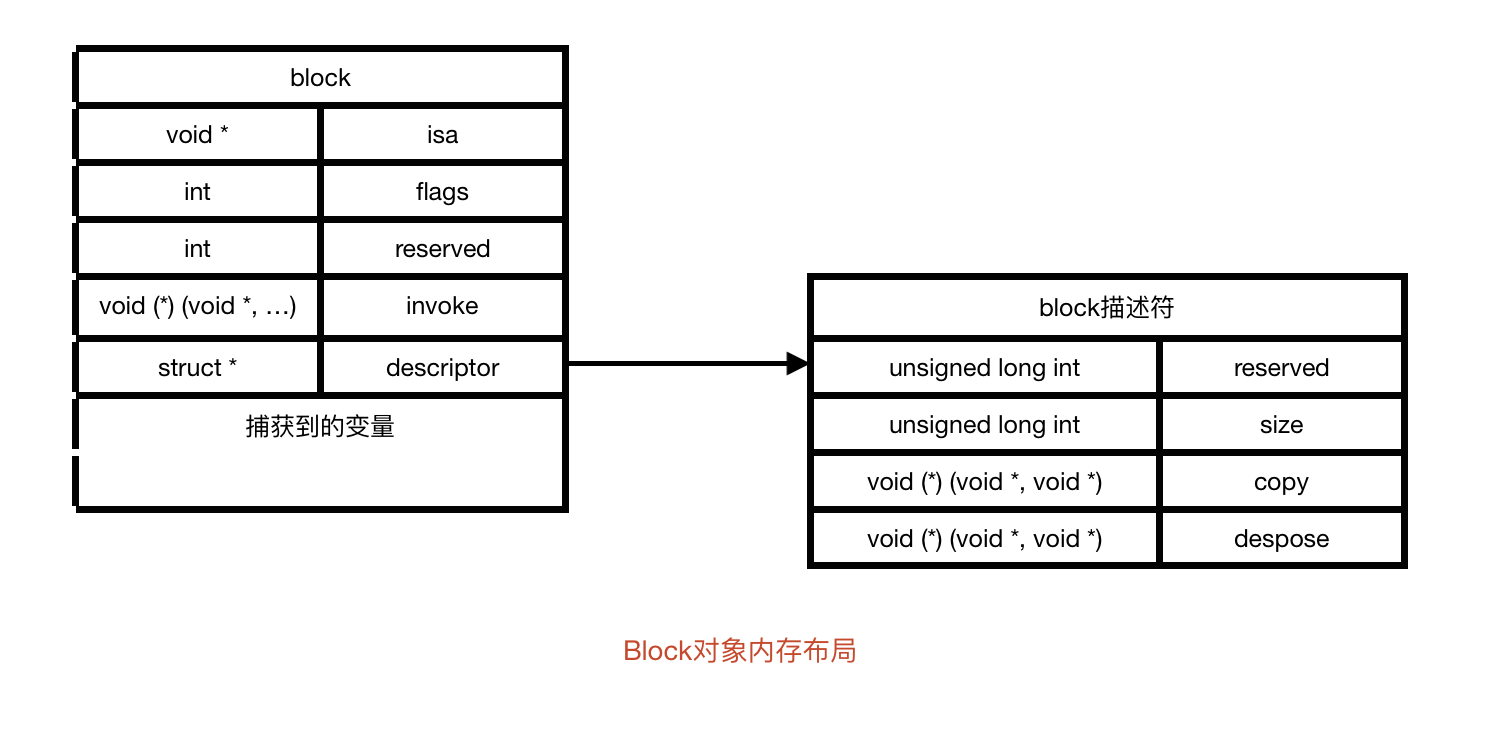 block
void * isa
int flags
int reserved
void (*) (void *, …) invoke
struct * descriptor
捕获到的变量
block描述符
unsigned long int reserved
unsigned long int size
void (*) (void *, void *) copy
void (*) (void *, void *) despose
Block对象内存布局